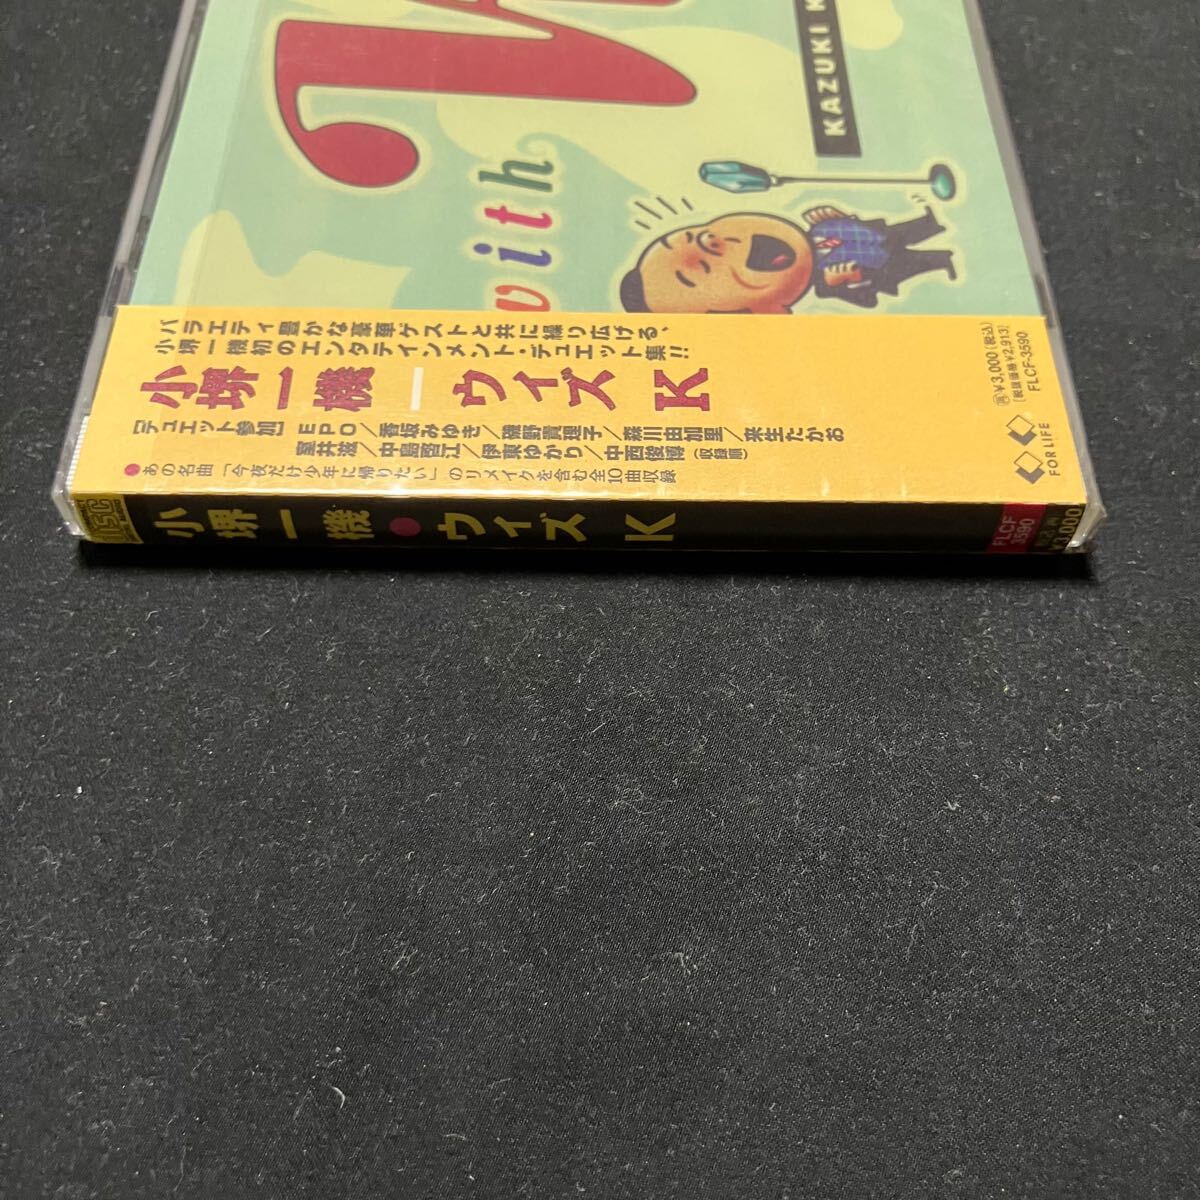 with
KAZUKI K
バラエティ豊かな豪華ゲストと共に繰り広げる、
小堺一機初のエンタテインメント・デュエット集!!
小堺一機 ウイズ K
[デュエット参加] EPO/香坂みゆき/磯野貴理子/森川由加里/来生たかお
室井滋/中島啓江/伊東ゆかり/中西俊博(収録順)
●あの名曲「今夜だけ少年に帰りたい」のリメイクを含む全10曲収録
¥3,000(税込)
[税抜価格¥2,913]
FLCF-3590
FOR LIFE
DISC
小堺一機●ウイズ K
FLCF
3590
¥3,000